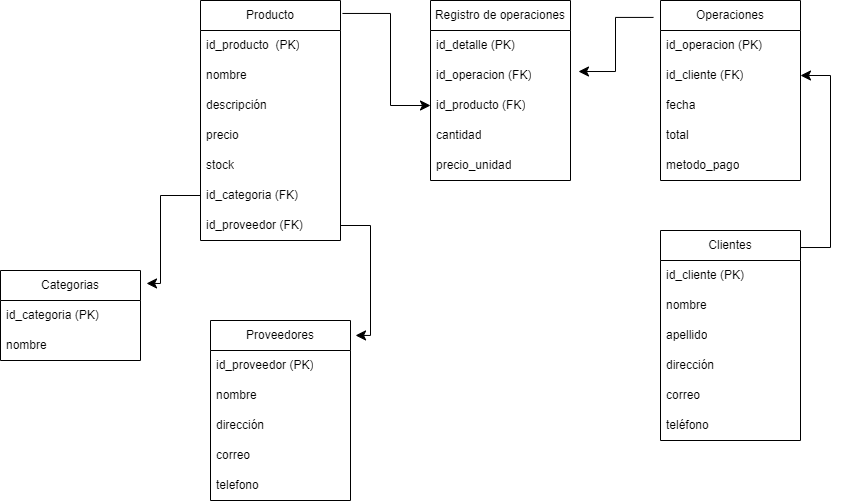 Producto
id_producto (PK)
nombre
descripción
precio
stock
id_categoria (FK)
id_proveedor (FK)
Registro de operaciones
id_detalle (PK)
id_operacion (FK)
id_producto (FK)
cantidad
precio_unidad
Operaciones
id_operacion (PK)
id_cliente (FK)
fecha
total
metodo_pago
Categorias
id_categoria (PK)
nombre
Proveedores
id_proveedor (PK)
nombre
dirección
correo
telefono
Clientes
id_cliente (PK)
nombre
apellido
dirección
correo
teléfono